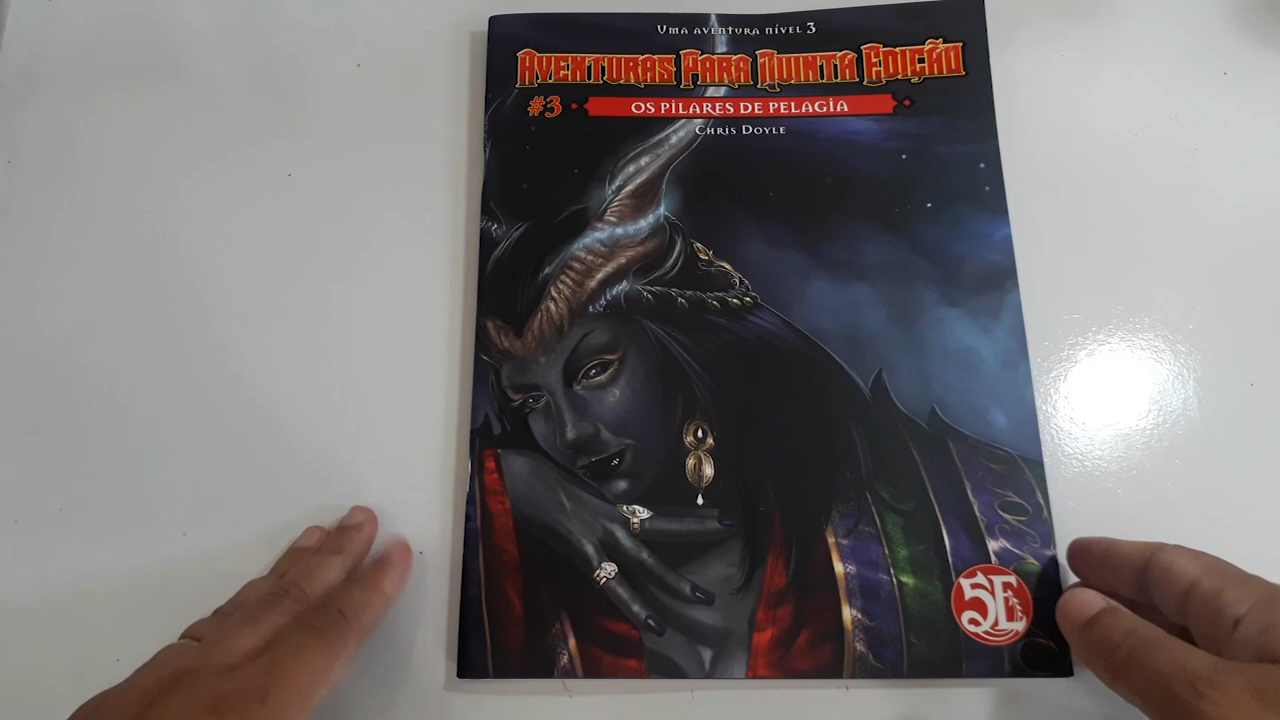 Uma aventura nível 3
Aventuras Para Quinta Edição
#3
Os Pilares de Pelagia
Chris Doyle
5E